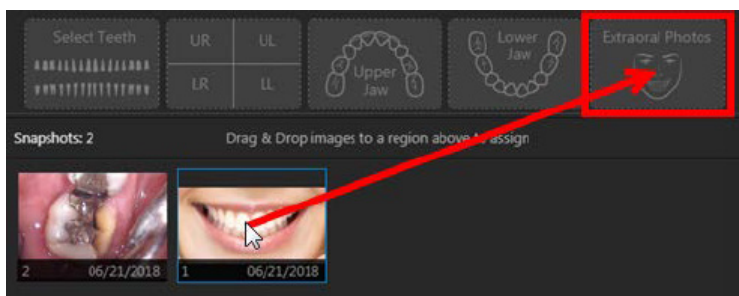 Select Teeth
UR
UL
LR
LL
Upper
Jaw
Lower
Jaw
Extraoral Photos
Snapshots: 2
Drag & Drop images to a region above to assign
2
06/21/2018
1
06/21/2018